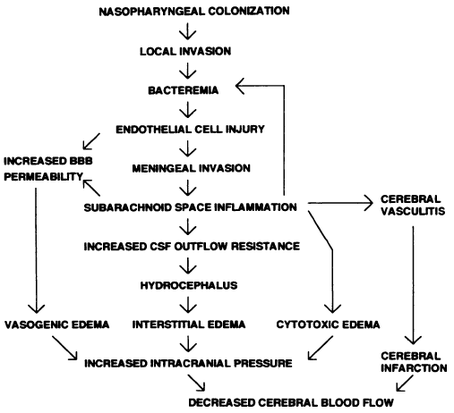 NASOPHARYNGEAL COLONIZATION
LOCAL INVASION
BACTEREMIA
ENDOTHELIAL CELL INJURY
INCREASED BBB
PERMEABILITY
MENINGEAL INVASION
SUBARACHNOID SPACE INFLAMMATION
CEREBRAL
VASCULITIS
INCREASED CSF OUTFLOW RESISTANCE
HYDROCEPHALUS
VASOGENIC EDEMA
INTERSTITIAL EDEMA
CYTOTOXIC EDEMA
INCREASED INTRACRANIAL PRESSURE
CEREBRAL
INFARCTION
DECREASED CEREBRAL BLOOD FLOW